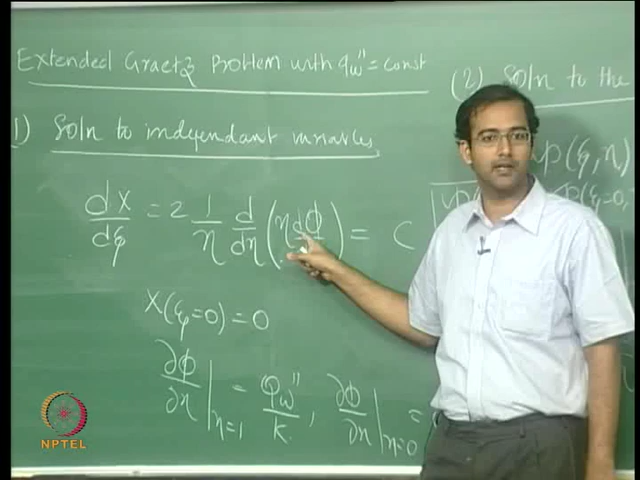 Extended Graetz Problem with qw'' = const
(2) Soln to the
1) Soln to independant variables
dX/dξ = 2 1/η d/dη (η dϕ/dη) = C
X(ξ=0) = 0
∂ϕ/∂η |η=1 = qw''/k , ∂ϕ/∂η |η=0 =
NPTEL